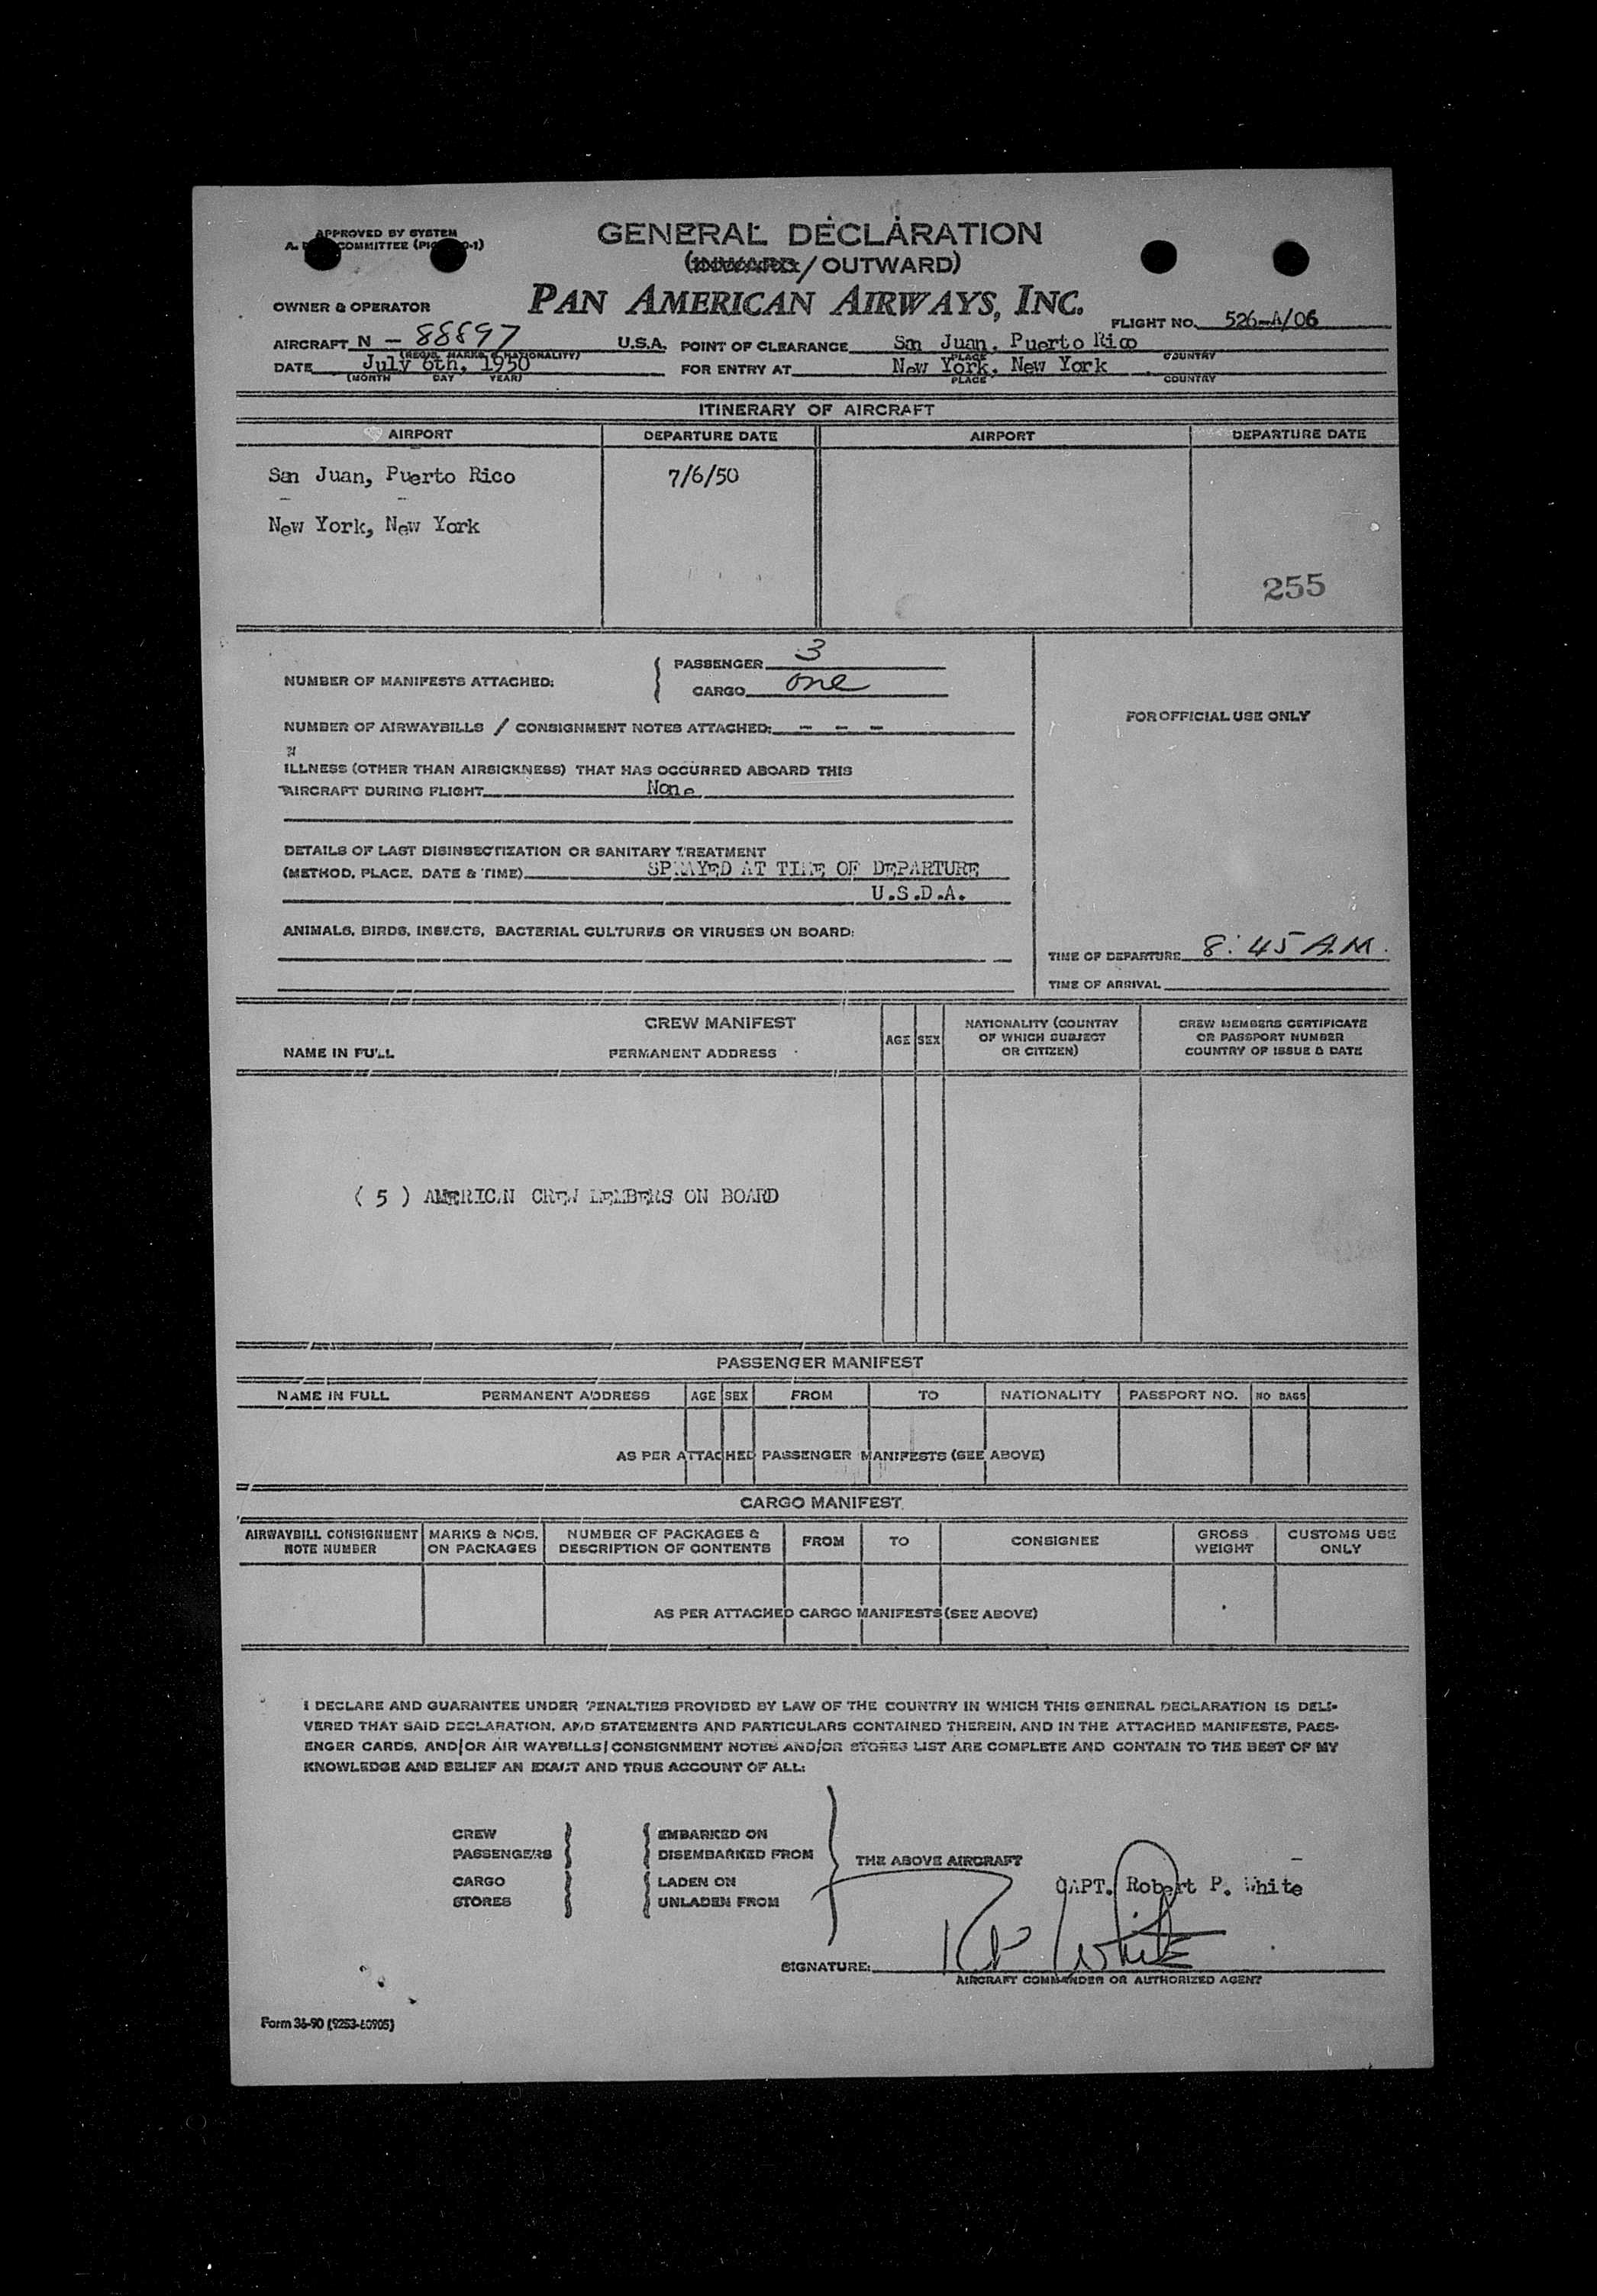 APPROVED BY SYSTEM
COMMITTEE
GENERAL DECLARATION
(INWARD / OUTWARD)
OWNER & OPERATOR
PAN AMERICAN AIRWAYS, INC.
FLIGHT NO. 526-A/06
AIRCRAFT N - 88897 U.S.A. POINT OF CLEARANCE San Juan, Puerto Rico
(REGIS. MARKS & NATIONALITY) PLACE COUNTRY
DATE July 6th, 1950 FOR ENTRY AT New York, New York
(MONTH DAY YEAR) PLACE COUNTRY
ITINERARY OF AIRCRAFT
AIRPORT DEPARTURE DATE AIRPORT DEPARTURE DATE
San Juan, Puerto Rico 7/6/50
New York, New York
255
NUMBER OF MANIFESTS ATTACHED: PASSENGER 3
CARGO one
FOR OFFICIAL USE ONLY
NUMBER OF AIRWAYBILLS / CONSIGNMENT NOTES ATTACHED: - - -
ILLNESS (OTHER THAN AIRSICKNESS) THAT HAS OCCURRED ABOARD THIS
AIRCRAFT DURING FLIGHT None
DETAILS OF LAST DISINSECTIZATION OR SANITARY TREATMENT
(METHOD, PLACE, DATE & TIME) SPRAYED AT TIME OF DEPARTURE
U.S.D.A.
ANIMALS, BIRDS, INSECTS, BACTERIAL CULTURES OR VIRUSES ON BOARD:
TIME OF DEPARTURE 8:45 A.M.
TIME OF ARRIVAL
CREW MANIFEST
NAME IN FULL PERMANENT ADDRESS AGE SEX NATIONALITY (COUNTRY OF WHICH SUBJECT OR CITIZEN) CREW MEMBERS CERTIFICATE OR PASSPORT NUMBER COUNTRY OF ISSUE & DATE
( 5 ) AMERICAN CREW MEMBERS ON BOARD
PASSENGER MANIFEST
NAME IN FULL PERMANENT ADDRESS AGE SEX FROM TO NATIONALITY PASSPORT NO. NO BAGS
AS PER ATTACHED PASSENGER MANIFESTS (SEE ABOVE)
CARGO MANIFEST
AIRWAYBILL CONSIGNMENT NOTE NUMBER MARKS & NOS. ON PACKAGES NUMBER OF PACKAGES & DESCRIPTION OF CONTENTS FROM TO CONSIGNEE GROSS WEIGHT CUSTOMS USE ONLY
AS PER ATTACHED CARGO MANIFESTS (SEE ABOVE)
I DECLARE AND GUARANTEE UNDER PENALTIES PROVIDED BY LAW OF THE COUNTRY IN WHICH THIS GENERAL DECLARATION IS DELI-
VERED THAT SAID DECLARATION, AND STATEMENTS AND PARTICULARS CONTAINED THEREIN, AND IN THE ATTACHED MANIFESTS, PASS-
ENGER CARDS, AND/OR AIR WAYBILLS/CONSIGNMENT NOTES AND/OR STORES LIST ARE COMPLETE AND CONTAIN TO THE BEST OF MY
KNOWLEDGE AND BELIEF AN EXACT AND TRUE ACCOUNT OF ALL:
CREW EMBARKED ON
PASSENGERS DISEMBARKED FROM THE ABOVE AIRCRAFT
CARGO LADEN ON CAPT. Robert P. White
STORES UNLADEN FROM
SIGNATURE: R P White
AIRCRAFT COMMANDER OR AUTHORIZED AGENT
Form 36-90 (9253-60905)